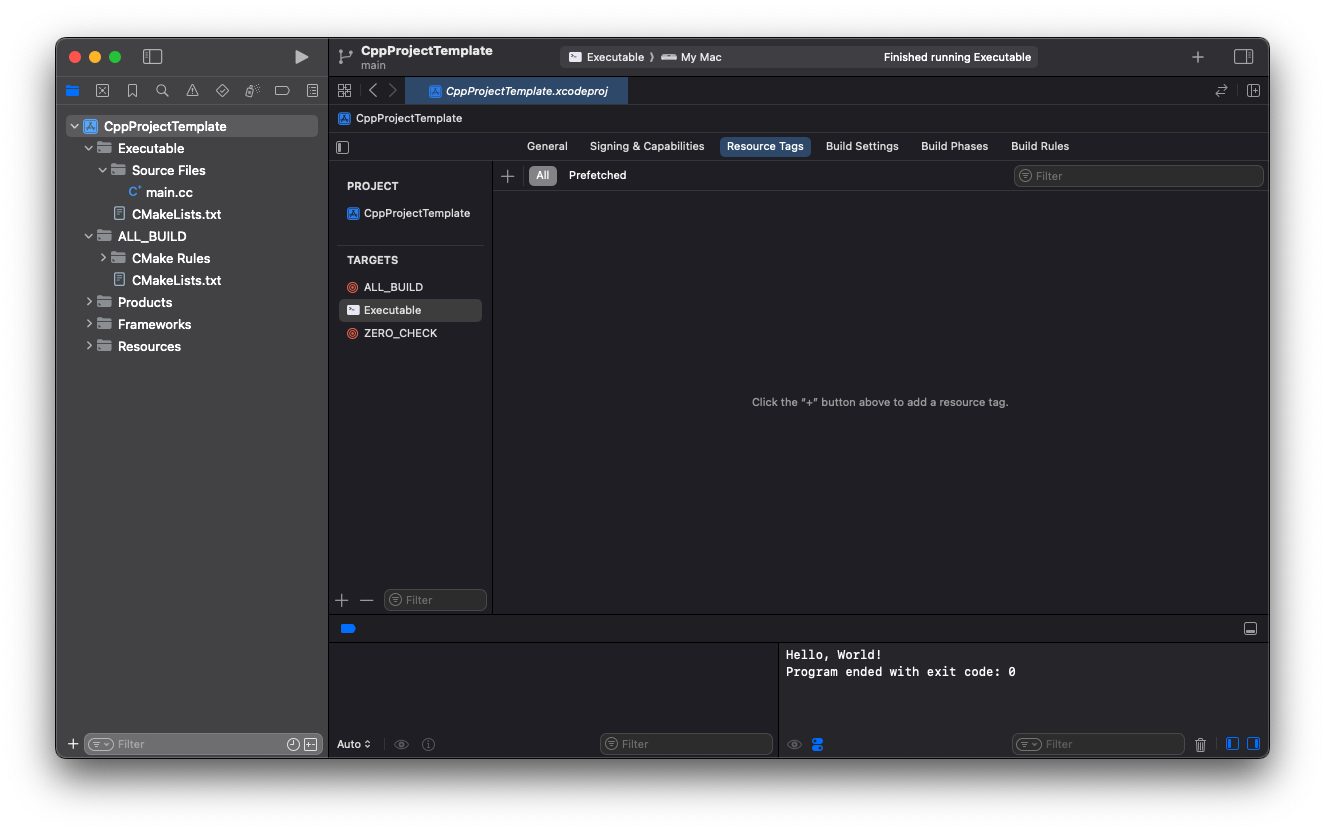 CppProjectTemplate
main
Executable
My Mac
Finished running Executable
CppProjectTemplate.xcodeproj
CppProjectTemplate
Executable
Source Files
main.cc
CMakeLists.txt
ALL_BUILD
CMake Rules
CMakeLists.txt
Products
Frameworks
Resources
Filter
CppProjectTemplate
General Signing & Capabilities Resource Tags Build Settings Build Phases Build Rules
PROJECT
CppProjectTemplate
TARGETS
ALL_BUILD
Executable
ZERO_CHECK
Filter
All Prefetched
Filter
Click the “+” button above to add a resource tag.
Auto
Filter
Hello, World!
Program ended with exit code: 0
Filter